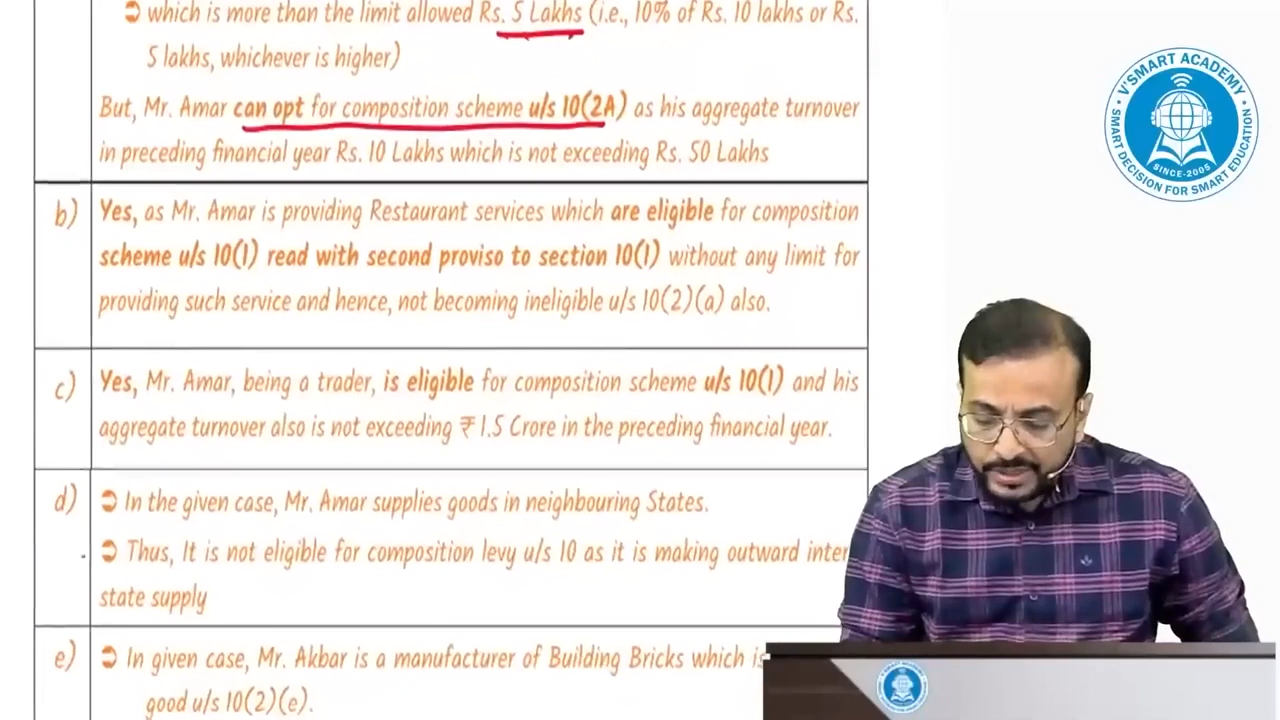 ➲ which is more than the limit allowed Rs. 5 Lakhs (i.e., 10% of Rs. 10 lakhs or Rs.
5 lakhs, whichever is higher)
But, Mr. Amar can opt for composition scheme u/s 10(2A) as his aggregate turnover
in preceding financial year Rs. 10 Lakhs which is not exceeding Rs. 50 Lakhs
b) Yes, as Mr. Amar is providing Restaurant services which are eligible for composition
scheme u/s 10(1) read with second proviso to section 10(1) without any limit for
providing such service and hence, not becoming ineligible u/s 10(2)(a) also.
c) Yes, Mr. Amar, being a trader, is eligible for composition scheme u/s 10(1) and his
aggregate turnover also is not exceeding ₹ 1.5 Crore in the preceding financial year.
d) ➲ In the given case, Mr. Amar supplies goods in neighbouring States.
➲ Thus, It is not eligible for composition levy u/s 10 as it is making outward inter
state supply
e) ➲ In given case, Mr. Akbar is a manufacturer of Building Bricks which is
good u/s 10(2)(e).
V'SMART ACADEMY
SMART DECISION FOR SMART EDUCATION
SINCE-2005